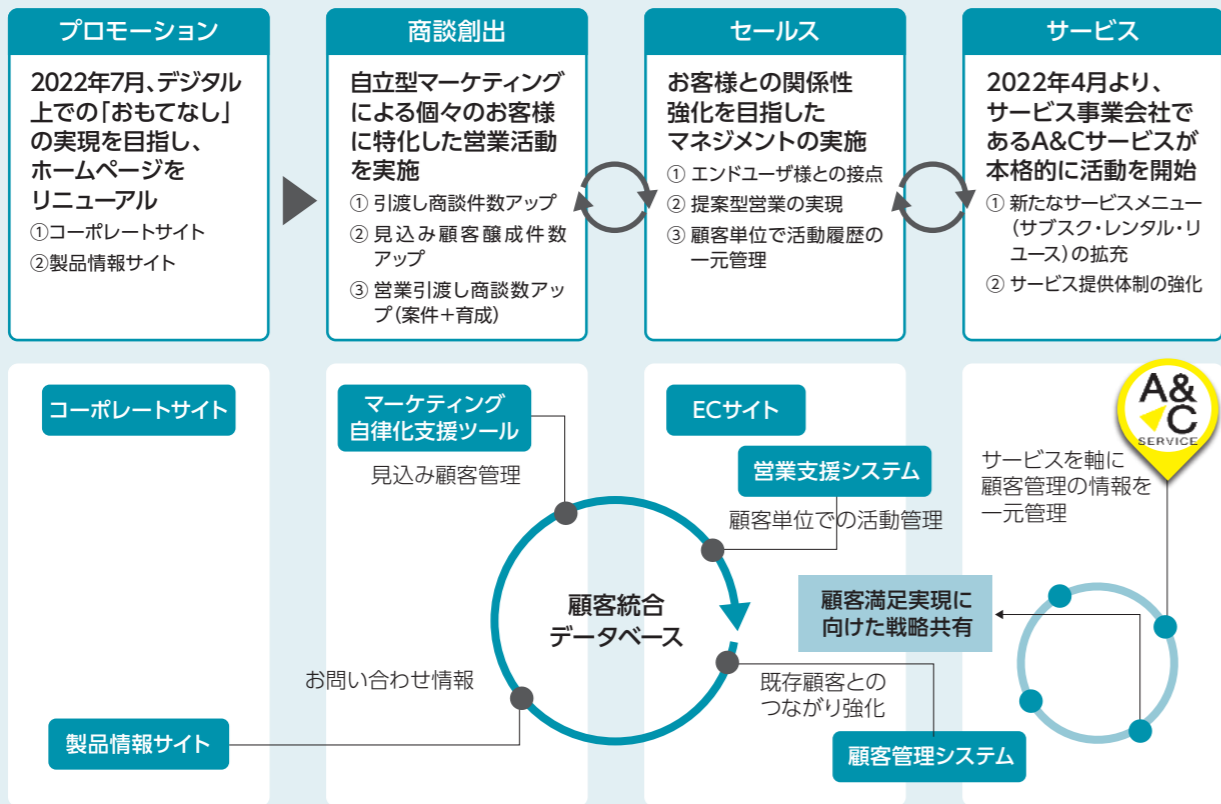 プロモーション
2022年7月、デジタル
上での「おもてなし」
の実現を目指し、
ホームページを
リニューアル
①コーポレートサイト
②製品情報サイト
商談創出
自立型マーケティング
による個々のお客様
に特化した営業活動
を実施
① 引渡し商談件数アップ
② 見込み顧客醸成件数
アップ
③ 営業引渡し商談数アッ
プ(案件+育成)
セールス
お客様との関係性
強化を目指した
マネジメントの実施
① エンドユーザ様との接点
② 提案型営業の実現
③ 顧客単位で活動履歴の
一元管理
サービス
2022年4月より、
サービス事業会社で
あるA&Cサービスが
本格的に活動を開始
① 新たなサービスメニュー
(サブスク・レンタル・リ
ユース)の拡充
② サービス提供体制の強化
コーポレートサイト
マーケティング
自律化支援ツール
見込み顧客管理
ECサイト
営業支援システム
顧客単位での活動管理
A&
C
SERVICE
サービスを軸に
顧客管理の情報を
一元管理
顧客統合
データベース
顧客満足実現に
向けた戦略共有
お問い合わせ情報
既存顧客との
つながり強化
製品情報サイト
顧客管理システム